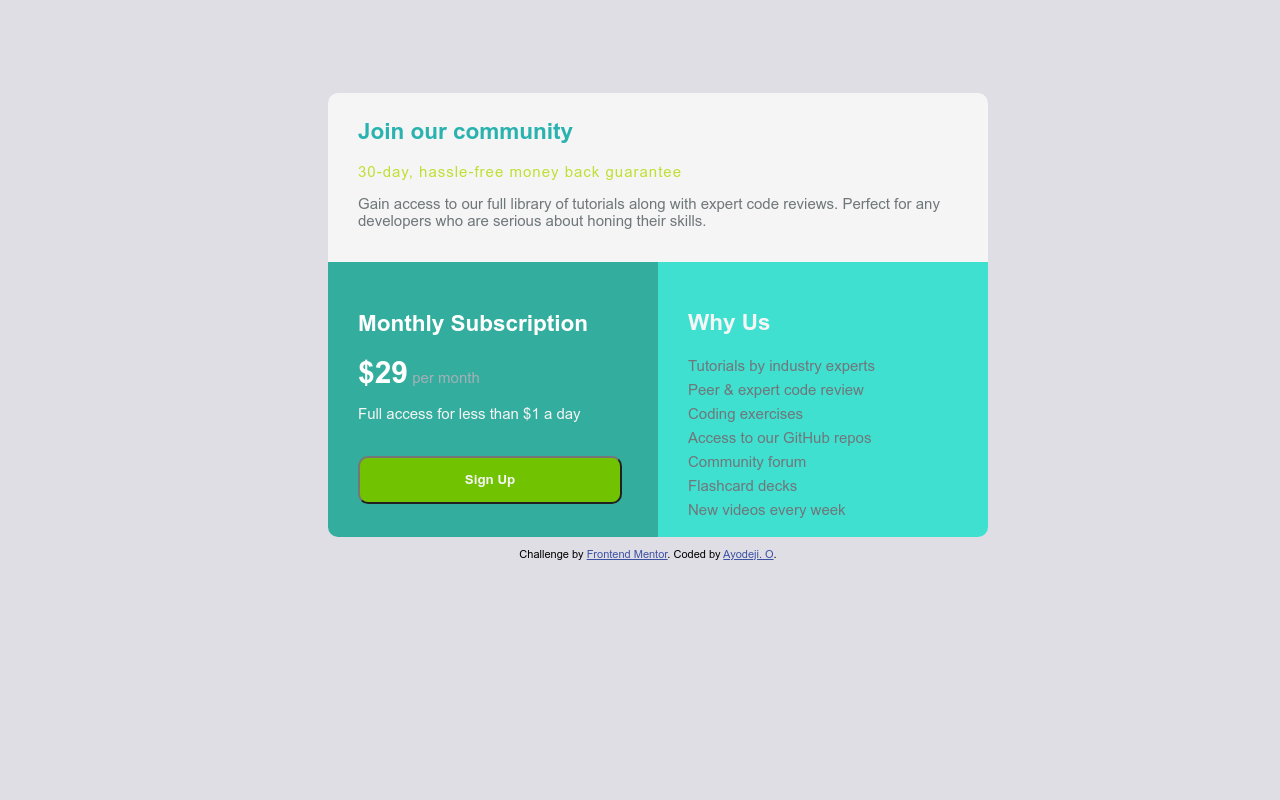 Join our community
30-day, hassle-free money back guarantee
Gain access to our full library of tutorials along with expert code reviews. Perfect for any
developers who are serious about honing their skills.
Monthly Subscription
$29 per month
Full access for less than $1 a day
Sign Up
Why Us
Tutorials by industry experts
Peer & expert code review
Coding exercises
Access to our GitHub repos
Community forum
Flashcard decks
New videos every week
Challenge by Frontend Mentor. Coded by Ayodeji. O.